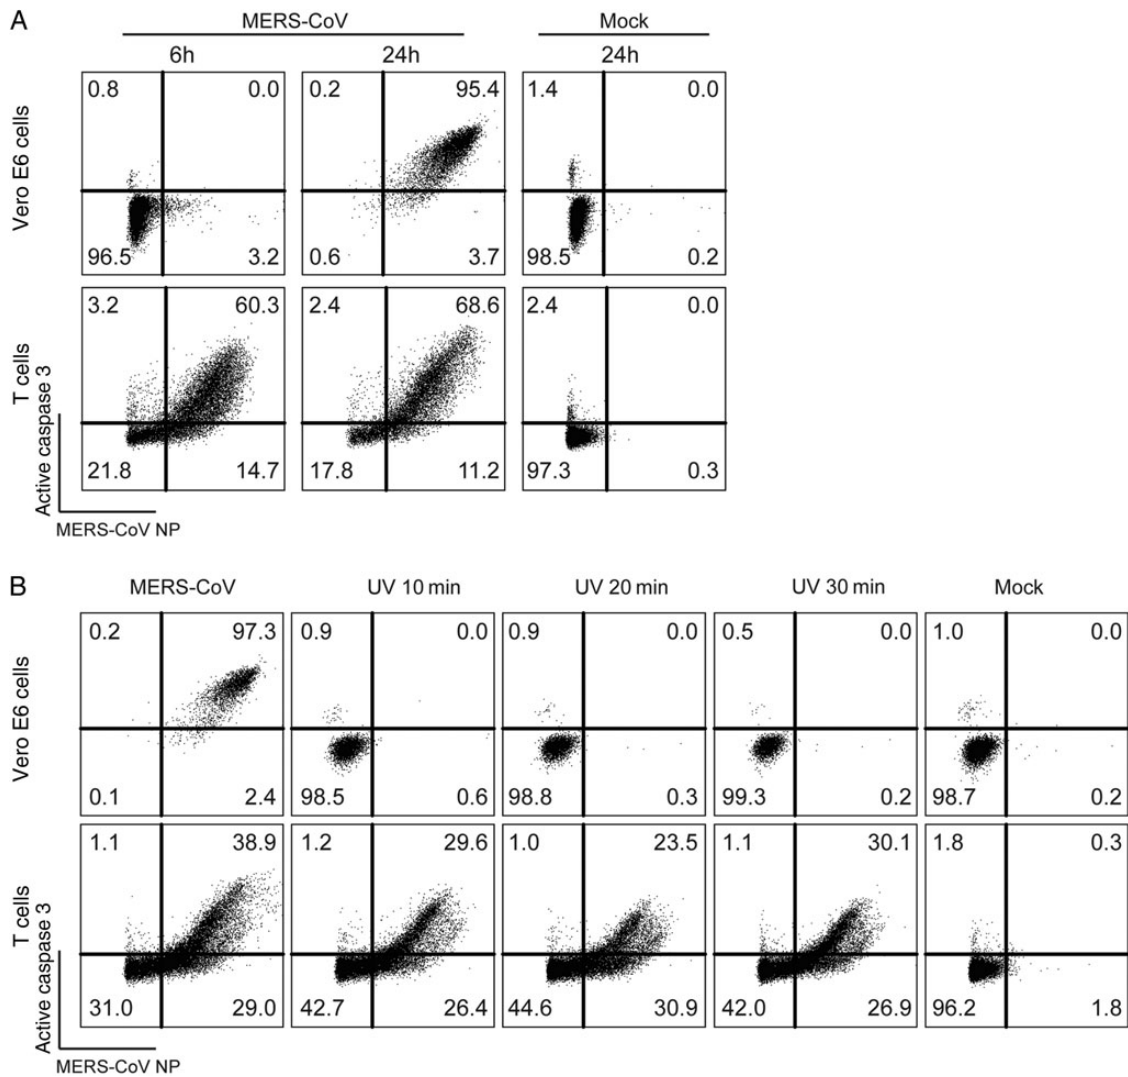 A
MERS-CoV Mock
6h 24h 24h
Vero E6 cells
0.8 0.0 0.2 95.4 1.4 0.0
96.5 3.2 0.6 3.7 98.5 0.2
T cells
Active caspase 3
3.2 60.3 2.4 68.6 2.4 0.0
21.8 14.7 17.8 11.2 97.3 0.3
MERS-CoV NP
B
MERS-CoV UV 10 min UV 20 min UV 30 min Mock
Vero E6 cells
0.2 97.3 0.9 0.0 0.9 0.0 0.5 0.0 1.0 0.0
0.1 2.4 98.5 0.6 98.8 0.3 99.3 0.2 98.7 0.2
T cells
Active caspase 3
1.1 38.9 1.2 29.6 1.0 23.5 1.1 30.1 1.8 0.3
31.0 29.0 42.7 26.4 44.6 30.9 42.0 26.9 96.2 1.8
MERS-CoV NP